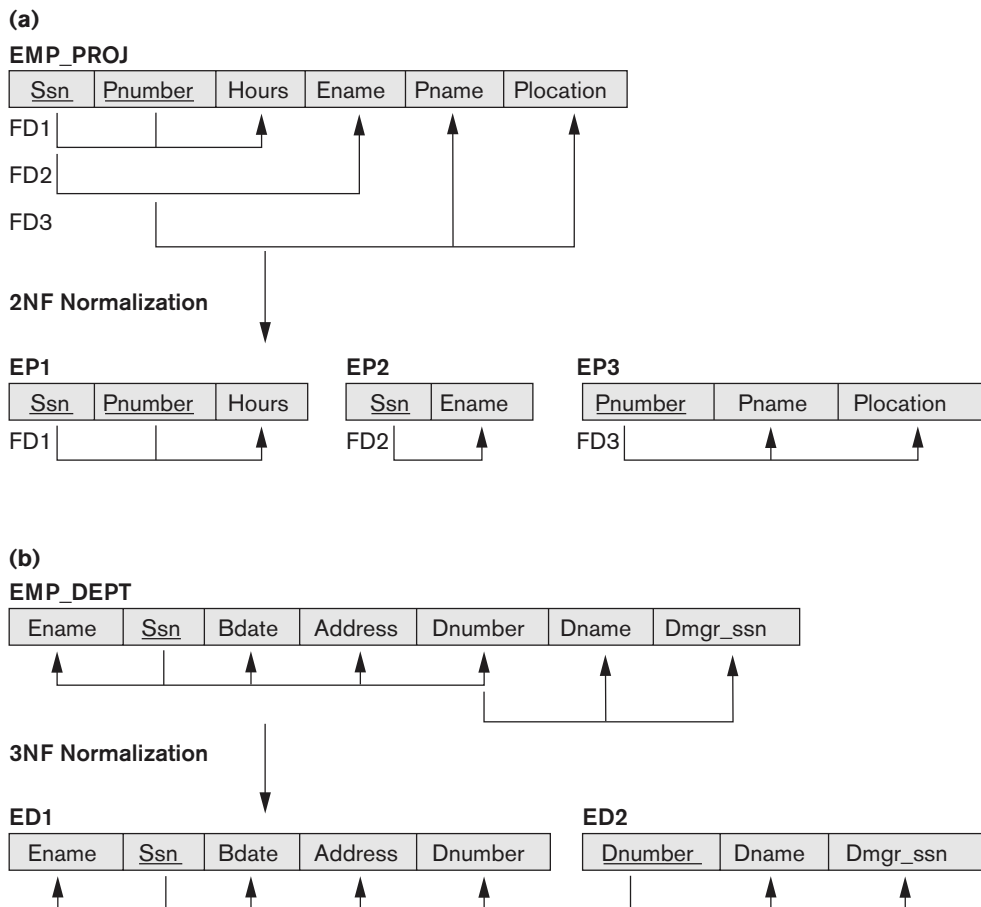 (a)
EMP_PROJ
Ssn Pnumber Hours Ename Pname Plocation
FD1
FD2
FD3
2NF Normalization
EP1 EP2 EP3
Ssn Pnumber Hours Ssn Ename Pnumber Pname Plocation
FD1 FD2 FD3
(b)
EMP_DEPT
Ename Ssn Bdate Address Dnumber Dname Dmgr_ssn
3NF Normalization
ED1 ED2
Ename Ssn Bdate Address Dnumber Dnumber Dname Dmgr_ssn